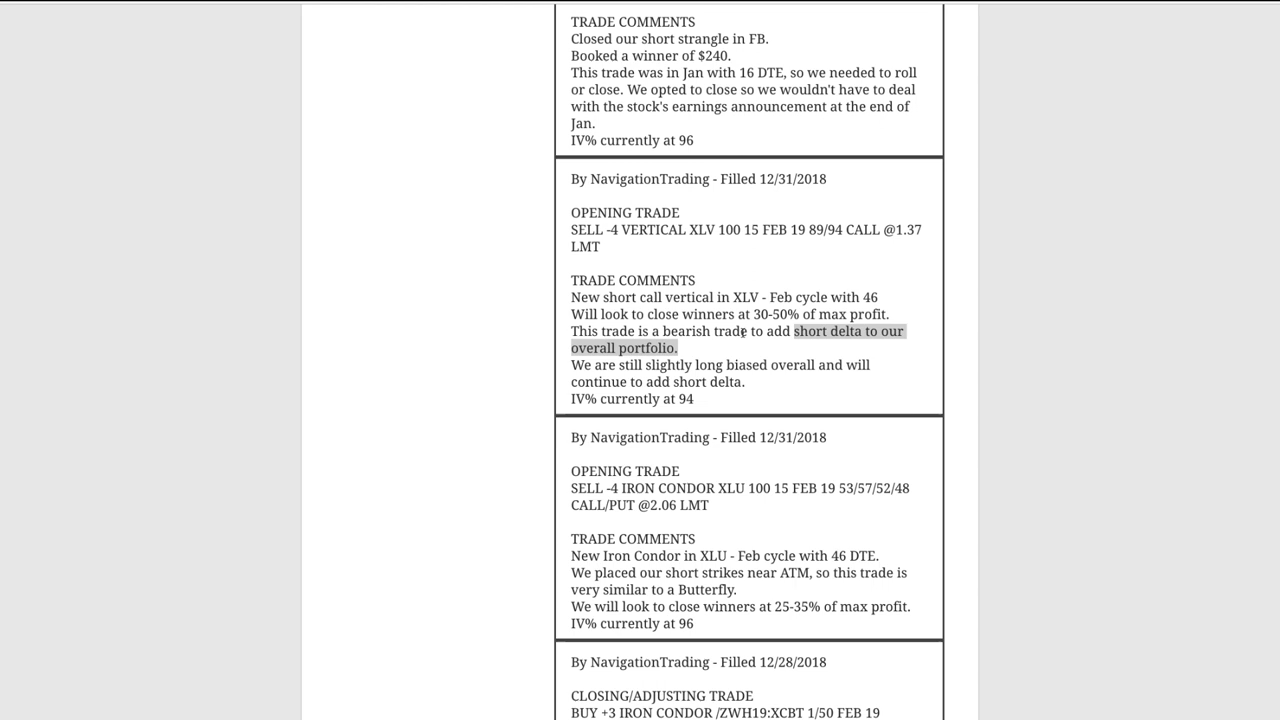 TRADE COMMENTS
Closed our short strangle in FB.
Booked a winner of $240.
This trade was in Jan with 16 DTE, so we needed to roll
or close. We opted to close so we wouldn't have to deal
with the stock's earnings announcement at the end of
Jan.
IV% currently at 96
By NavigationTrading - Filled 12/31/2018
OPENING TRADE
SELL -4 VERTICAL XLV 100 15 FEB 19 89/94 CALL @1.37
LMT
TRADE COMMENTS
New short call vertical in XLV - Feb cycle with 46
Will look to close winners at 30-50% of max profit.
This trade is a bearish trade to add short delta to our
overall portfolio.
We are still slightly long biased overall and will
continue to add short delta.
IV% currently at 94
By NavigationTrading - Filled 12/31/2018
OPENING TRADE
SELL -4 IRON CONDOR XLU 100 15 FEB 19 53/57/52/48
CALL/PUT @2.06 LMT
TRADE COMMENTS
New Iron Condor in XLU - Feb cycle with 46 DTE.
We placed our short strikes near ATM, so this trade is
very similar to a Butterfly.
We will look to close winners at 25-35% of max profit.
IV% currently at 96
By NavigationTrading - Filled 12/28/2018
CLOSING/ADJUSTING TRADE
BUY +3 IRON CONDOR /ZWH19:XCBT 1/50 FEB 19